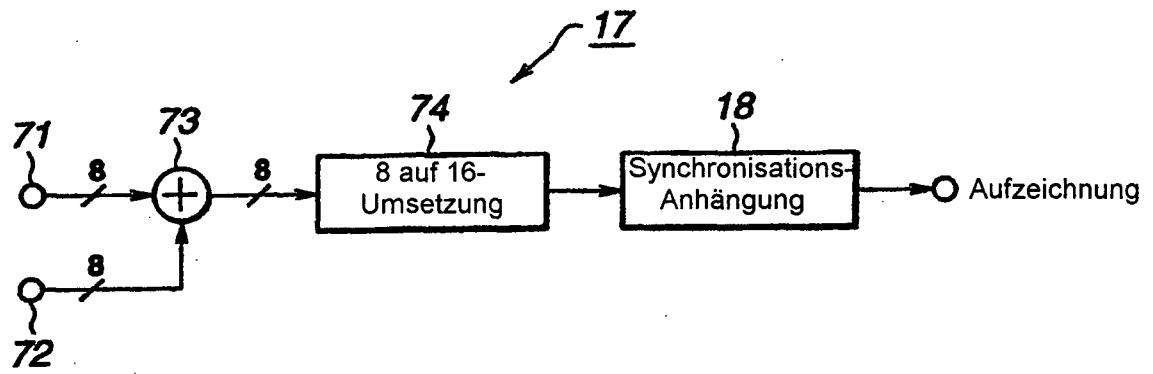 17
71
8
73
8
74
8 auf 16-
Umsetzung
18
Synchronisations-
Anhängung
Aufzeichnung
8
72